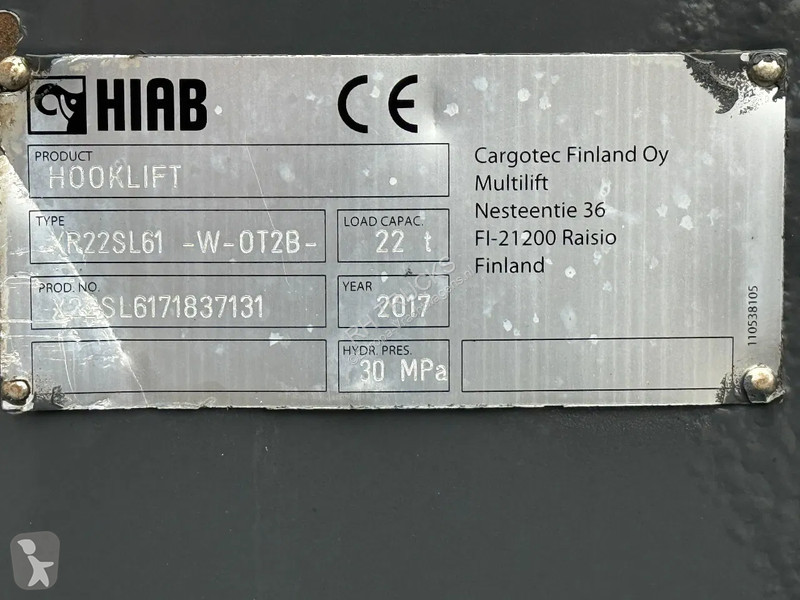 HIAB CE
PRODUCT
HOOKLIFT
TYPE
XR22SL61 -W-OT2B-
LOAD CAPAC.
22 t
PROD. NO.
X22SL6171837131
YEAR
2017
HYDR. PRES.
30 MPa
Cargotec Finland Oy
Multilift
Nesteentie 36
FI-21200 Raisio
Finland
110538105